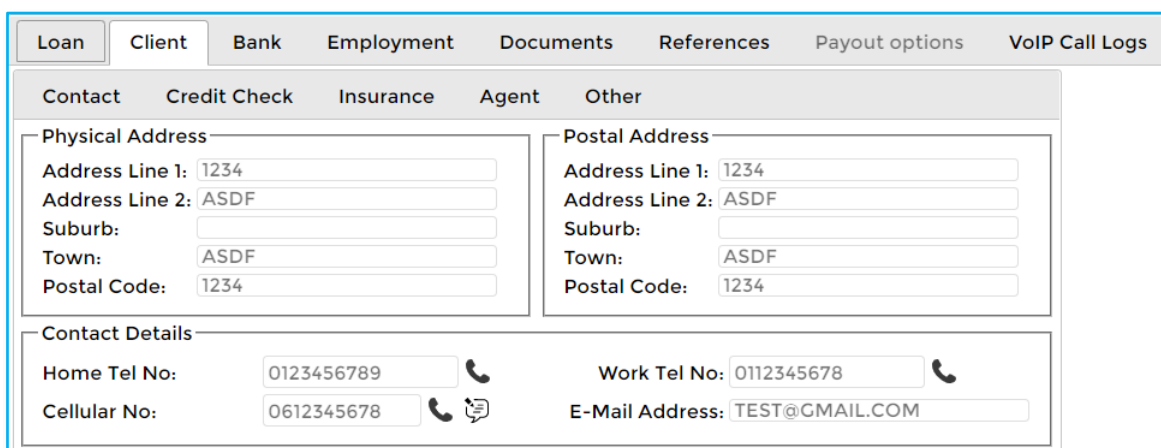 Loan Client Bank Employment Documents References Payout options VoIP Call Logs
Contact Credit Check Insurance Agent Other
Physical Address
Address Line 1: 1234
Address Line 2: ASDF
Suburb:
Town: ASDF
Postal Code: 1234
Postal Address
Address Line 1: 1234
Address Line 2: ASDF
Suburb:
Town: ASDF
Postal Code: 1234
Contact Details
Home Tel No: 0123456789 Work Tel No: 0112345678
Cellular No: 0612345678 E-Mail Address: TEST@GMAIL.COM